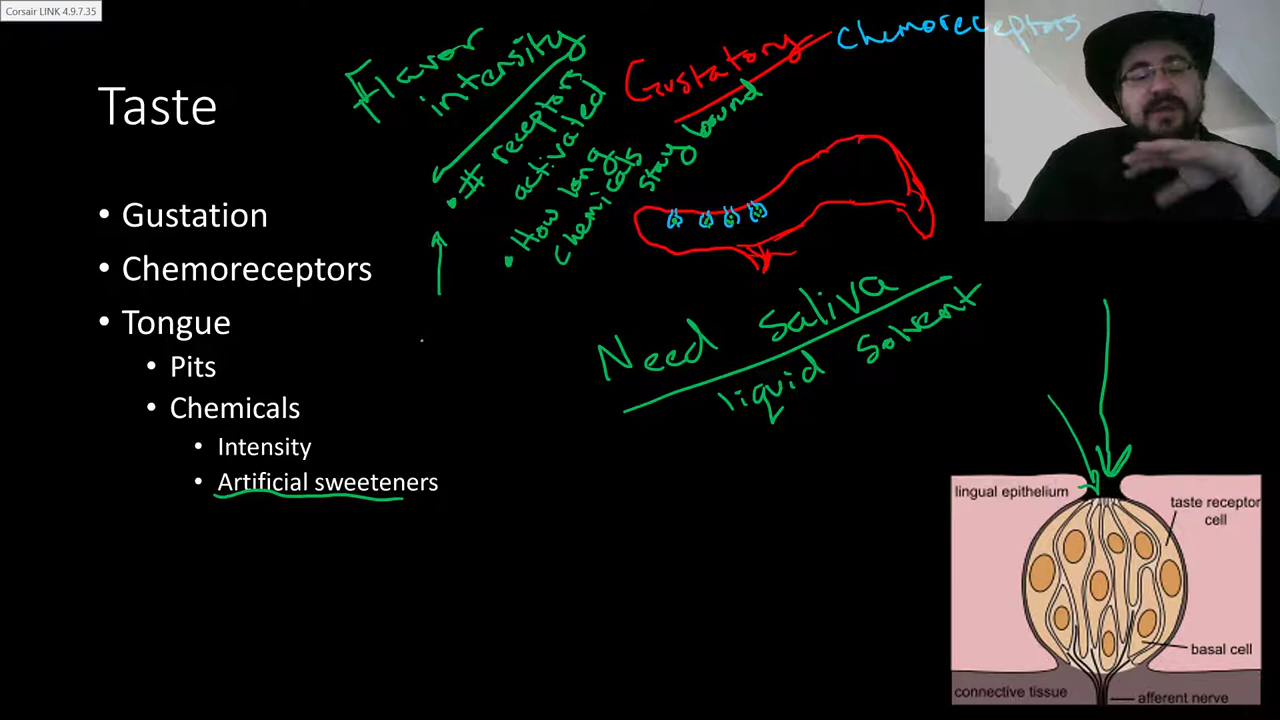 Corsair LINK 4.9.7.35
Taste
• Gustation
• Chemoreceptors
• Tongue
• Pits
• Chemicals
• Intensity
• Artificial sweeteners
Flavor
intensity
• # receptors
activated
• How long
chemicals stay bound
Gustatory
Chemoreceptors
Need Saliva
liquid solvent
lingual epithelium
taste receptor
cell
basal cell
connective tissue
afferent nerve